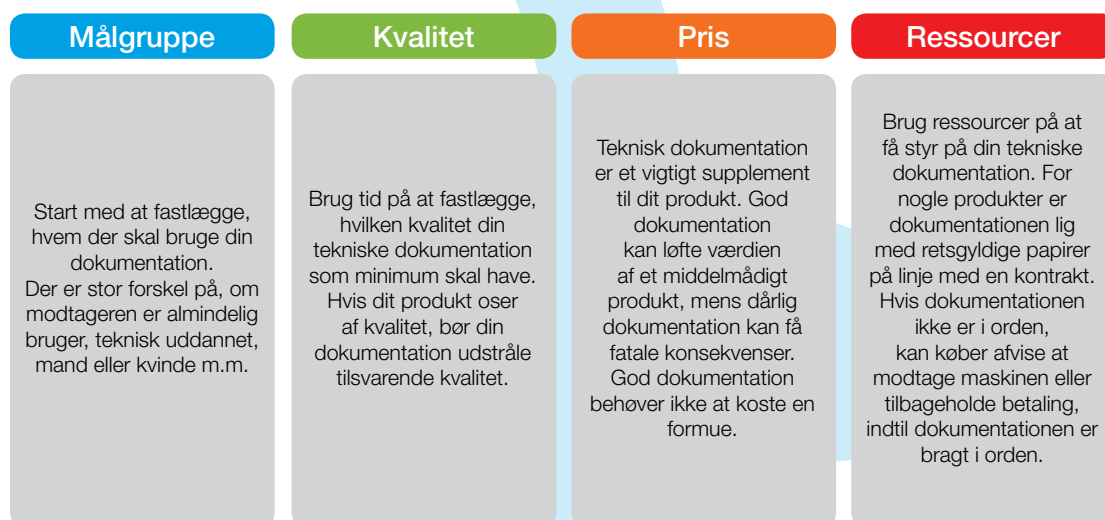 Målgruppe
Start med at fastlægge,
hvem der skal bruge din
dokumentation.
Der er stor forskel på, om
modtageren er almindelig
bruger, teknisk uddannet,
mand eller kvinde m.m.
Kvalitet
Brug tid på at fastlægge,
hvilken kvalitet din
tekniske dokumentation
som minimum skal have.
Hvis dit produkt oser
af kvalitet, bør din
dokumentation udstråle
tilsvarende kvalitet.
Pris
Teknisk dokumentation
er et vigtigt supplement
til dit produkt. God
dokumentation
kan løfte værdien
af et middelmådigt
produkt, mens dårlig
dokumentation kan få
fatale konsekvenser.
God dokumentation
behøver ikke at koste en
formue.
Ressourcer
Brug ressourcer på at
få styr på din tekniske
dokumentation. For
nogle produkter er
dokumentationen lig
med retsgyldige papirer
på linje med en kontrakt.
Hvis dokumentationen
ikke er i orden,
kan køber afvise at
modtage maskinen eller
tilbageholde betaling,
indtil dokumentationen er
bragt i orden.